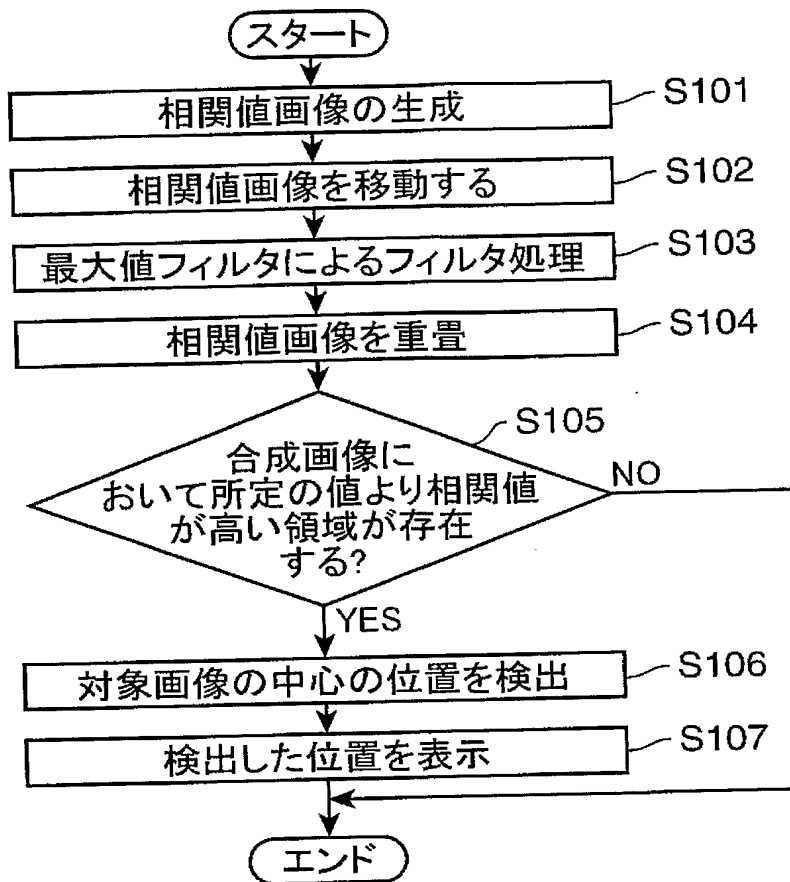 スタート
相関値画像の生成
S101
相関値画像を移動する
S102
最大値フィルタによるフィルタ処理
S103
相関値画像を重畳
S104
S105
合成画像に
おいて所定の値より相関値
が高い領域が存在
する?
NO
YES
対象画像の中心の位置を検出
S106
検出した位置を表示
S107
エンド